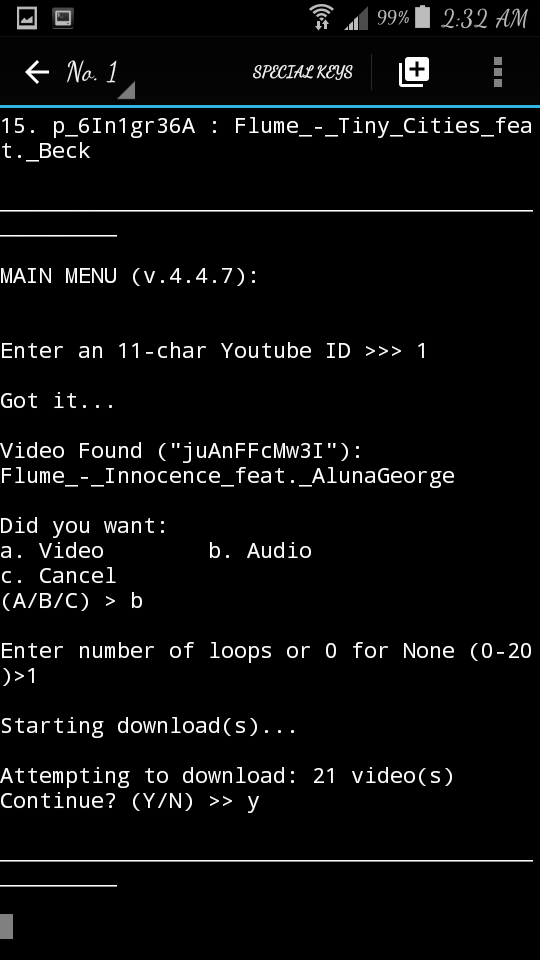 99% 2:32 AM
No. 1 SPECIAL KEYS
15. p_6In1gr36A : Flume_-_Tiny_Cities_fea
t._Beck
MAIN MENU (v.4.4.7):
Enter an 11-char Youtube ID >>> 1
Got it...
Video Found ("juAnFFcMw3I"):
Flume_-_Innocence_feat._AlunaGeorge
Did you want:
a. Video b. Audio
c. Cancel
(A/B/C) > b
Enter number of loops or 0 for None (0-20
)>1
Starting download(s)...
Attempting to download: 21 video(s)
Continue? (Y/N) >> y